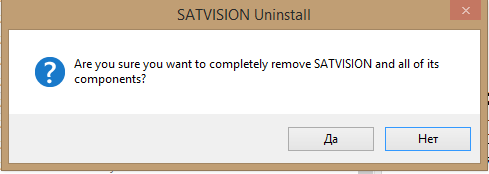 SATVISION Uninstall
Are you sure you want to completely remove SATVISION and all of its
components?
Да
Нет